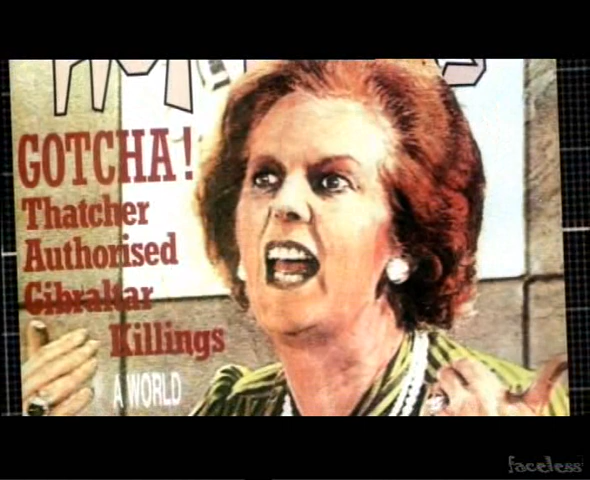 GOTCHA!
Thatcher
Authorised
Gibraltar
Killings
A WORLD
faceless